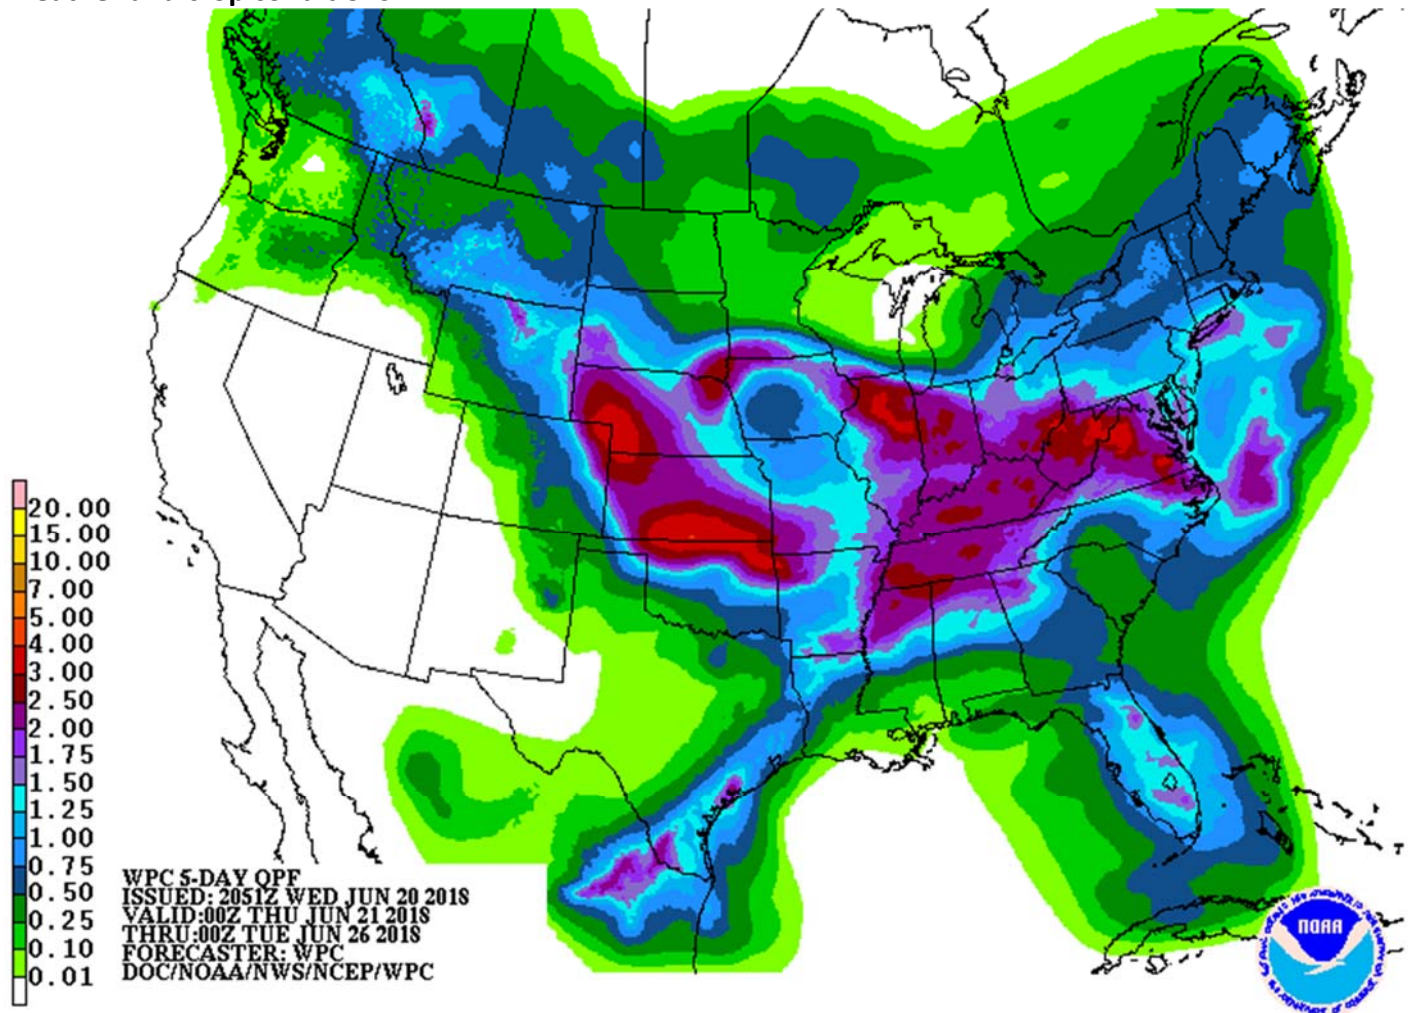 20.00
15.00
10.00
7.00
5.00
4.00
3.00
2.50
2.00
1.75
1.50
1.25
1.00
0.75
0.50
0.25
0.10
0.01
WPC 5-DAY QPF
ISSUED: 2051Z WED JUN 20 2018
VALID:00Z THU JUN 21 2018
THRU:00Z TUE JUN 26 2018
FORECASTER: WPC
DOC/NOAA/NWS/NCEP/WPC
NOAA